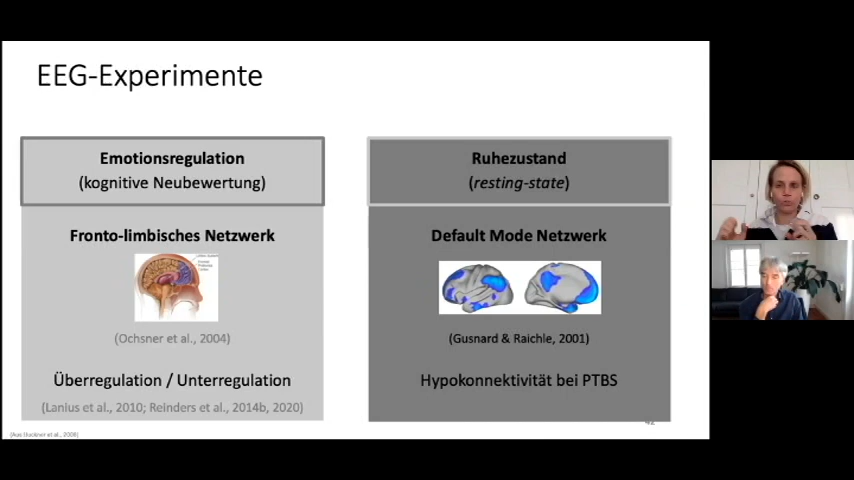 EEG-Experimente
Emotionsregulation
(kognitive Neubewertung)
Fronto-limbisches Netzwerk
(Ochsner et al., 2004)
Überregulation / Unterregulation
(Lanius et al., 2010; Reinders et al., 2014b, 2020)
Ruhezustand
(resting-state)
Default Mode Netzwerk
(Gusnard & Raichle, 2001)
Hypokonnektivität bei PTBS